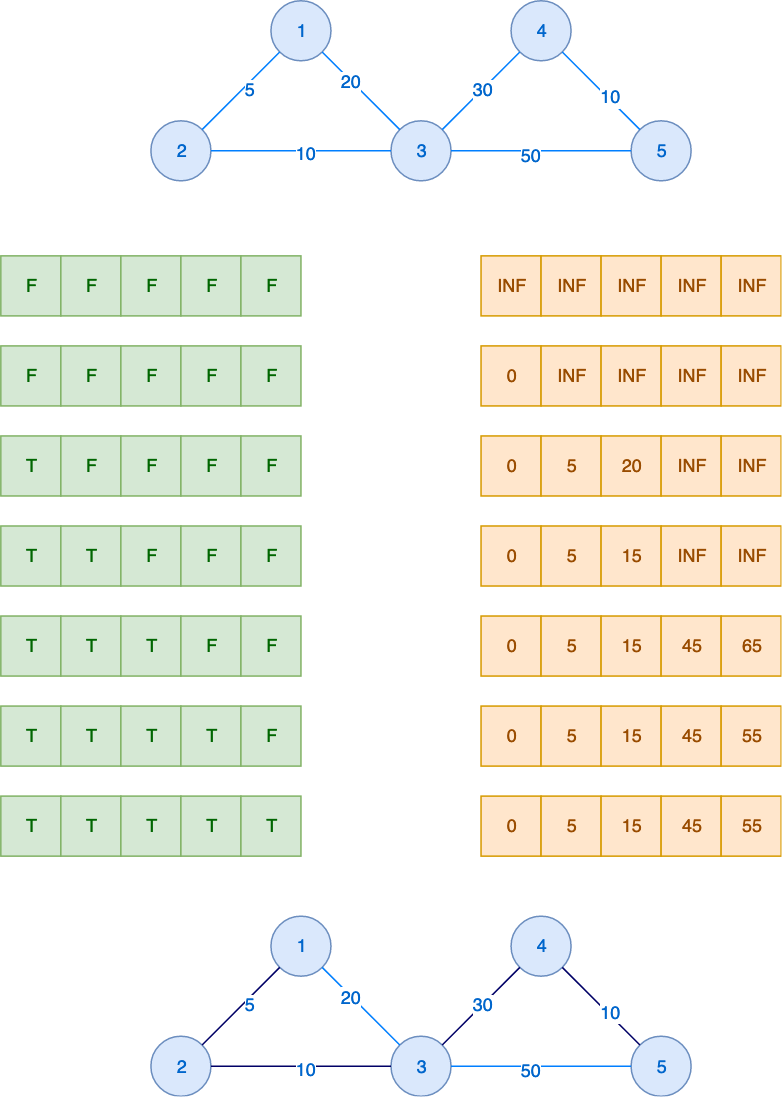 1 4
5 20 30 10
2 10 3 50 5
F F F F F INF INF INF INF INF
F F F F F 0 INF INF INF INF
T F F F F 0 5 20 INF INF
T T F F F 0 5 15 INF INF
T T T F F 0 5 15 45 65
T T T T F 0 5 15 45 55
T T T T T 0 5 15 45 55
1 4
5 20 30 10
2 10 3 50 5